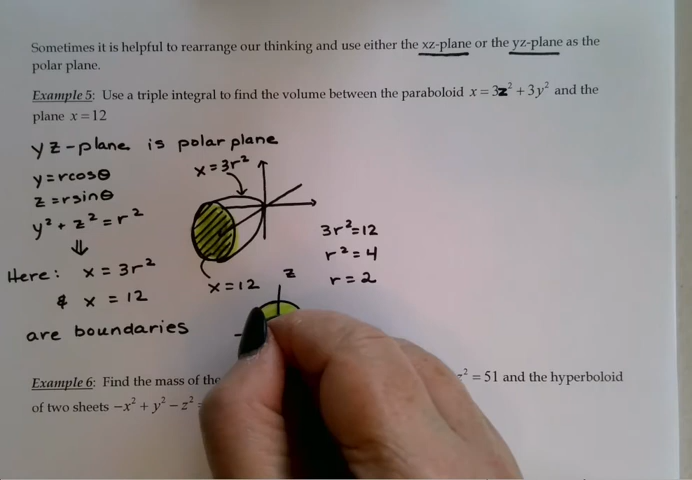 Sometimes it is helpful to rearrange our thinking and use either the xz-plane or the yz-plane as the
polar plane.
Example 5: Use a triple integral to find the volume between the paraboloid x = 3z² + 3y² and the
plane x = 12
yz-plane is polar plane
y = rcosθ
z = rsinθ
y² + z² = r²
⇓
Here: x = 3r²
& x = 12
are boundaries
x = 3r²
x = 12
3r² = 12
r² = 4
r = 2
z
Example 6: Find the mass of the
² = 51 and the hyperboloid
of two sheets −x² + y² − z² =